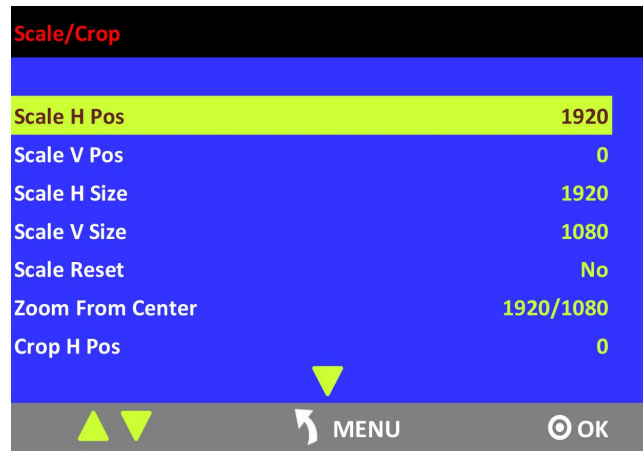 Scale/Crop
Scale H Pos 1920
Scale V Pos 0
Scale H Size 1920
Scale V Size 1080
Scale Reset No
Zoom From Center 1920/1080
Crop H Pos 0
MENU OK